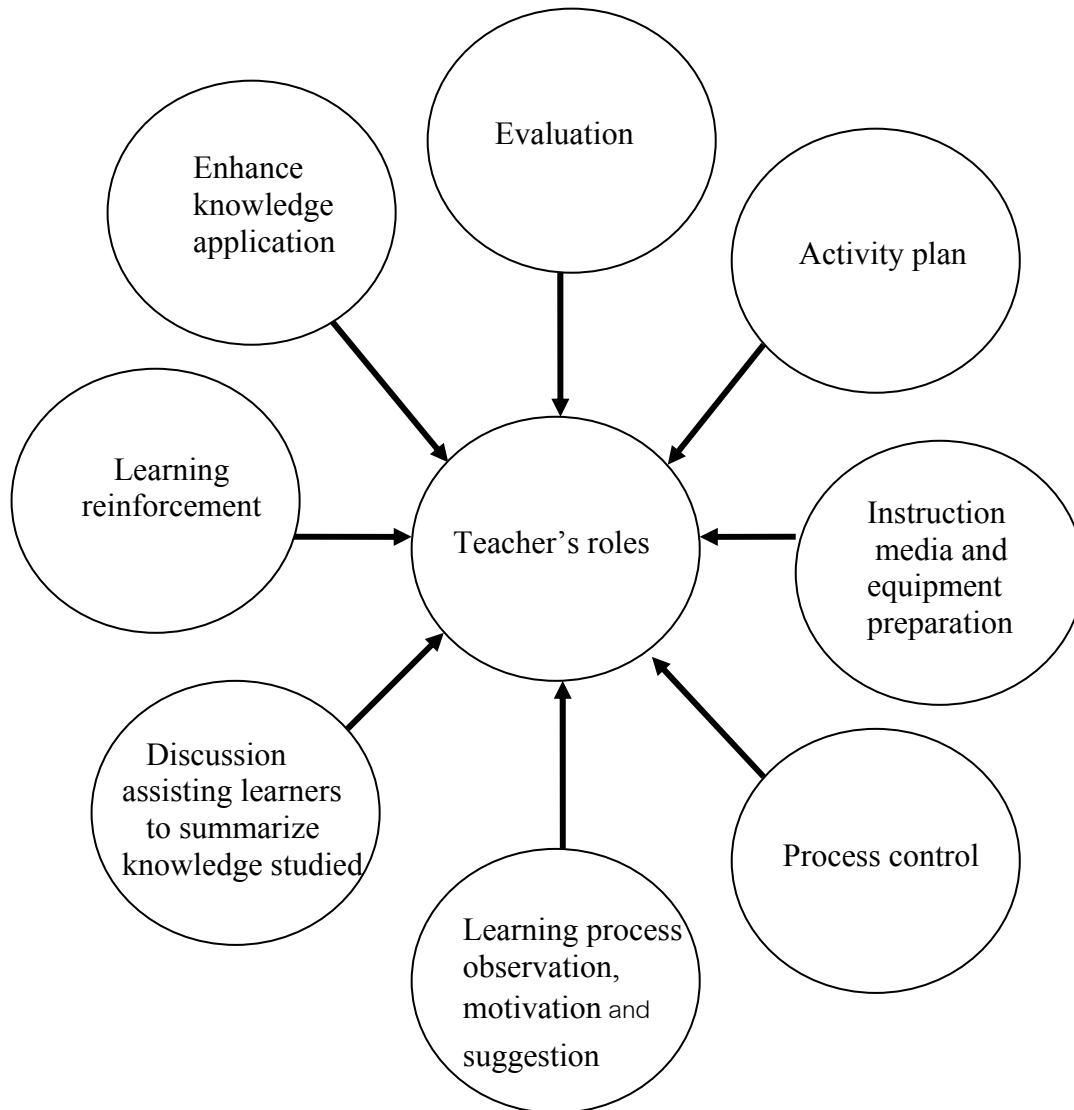 Evaluation
Enhance
knowledge
application
Activity plan
Learning
reinforcement
Teacher’s roles
Instruction
media and
equipment
preparation
Discussion
assisting learners
to summarize
knowledge studied
Process control
Learning process
observation,
motivation and
suggestion